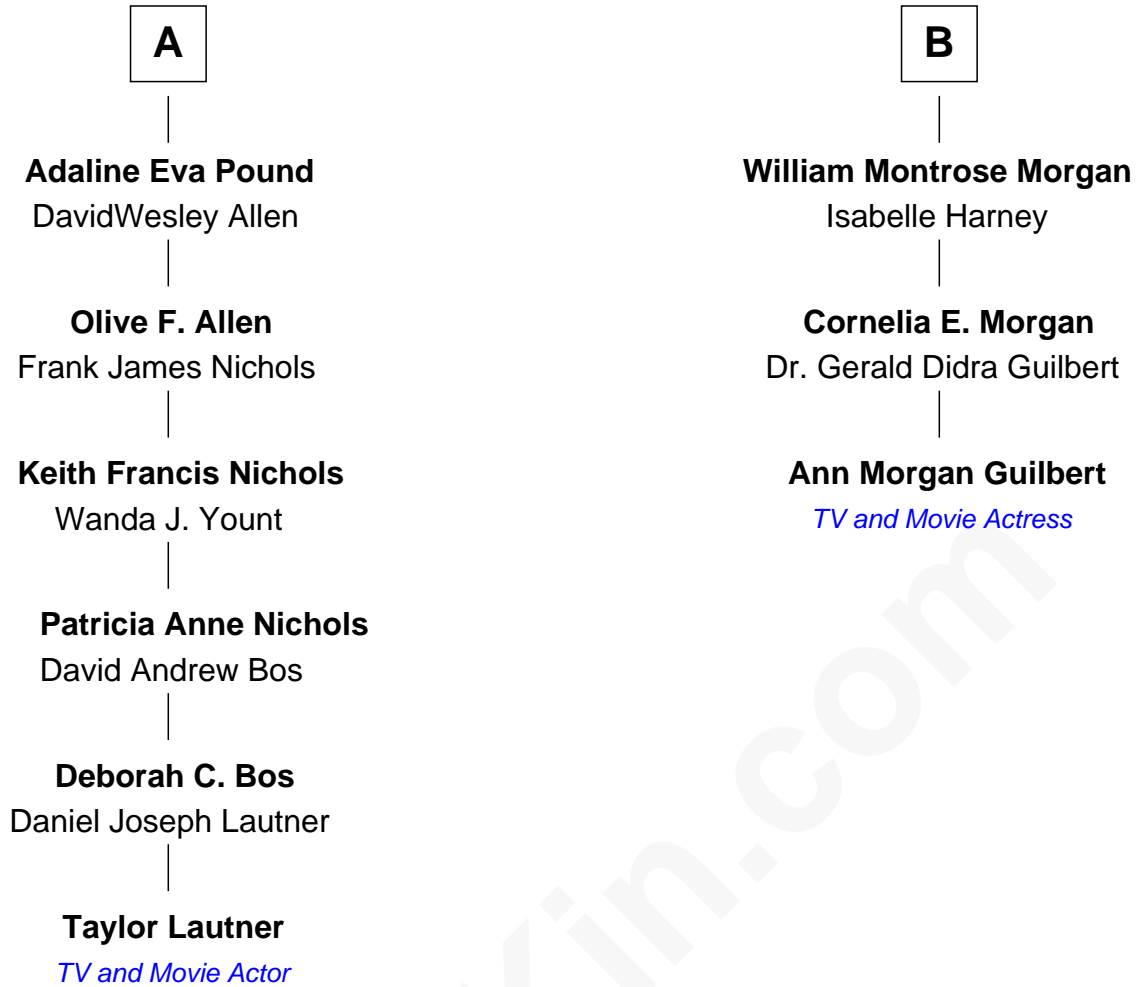 A
Adaline Eva Pound
DavidWesley Allen
Olive F. Allen
Frank James Nichols
Keith Francis Nichols
Wanda J. Yount
Patricia Anne Nichols
David Andrew Bos
Deborah C. Bos
Daniel Joseph Lautner
Taylor Lautner
TV and Movie Actor
B
William Montrose Morgan
Isabelle Harney
Cornelia E. Morgan
Dr. Gerald Didra Guilbert
Ann Morgan Guilbert
TV and Movie Actress
Kin.com